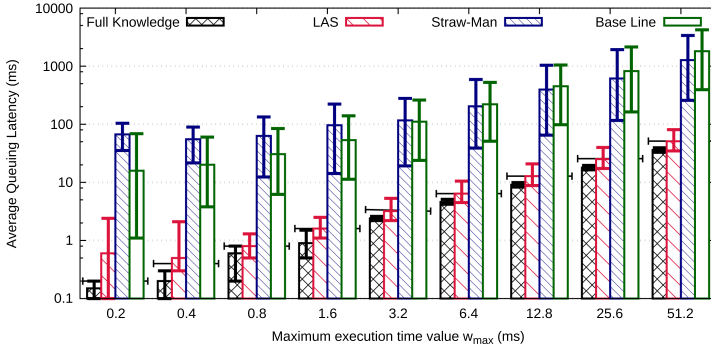 10000
1000
100
10
1
0.1
Average Queuing Latency (ms)
Full Knowledge LAS Straw-Man Base Line
0.2 0.4 0.8 1.6 3.2 6.4 12.8 25.6 51.2
Maximum execution time value wmax (ms)